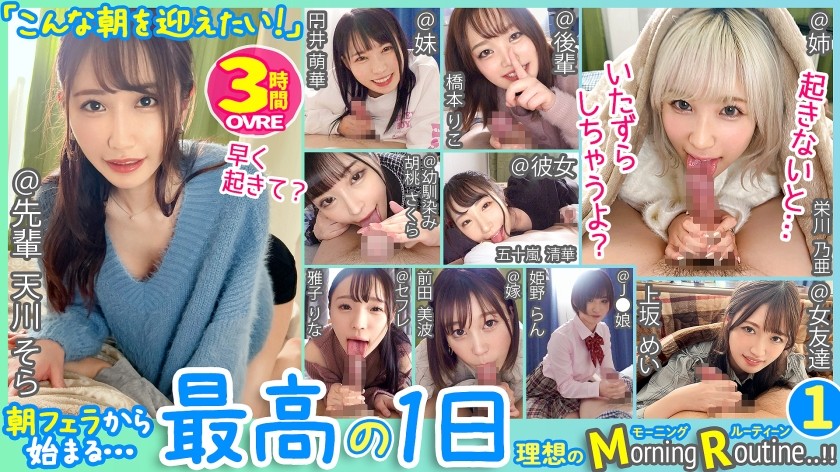 「こんな朝を迎えたい!」
3時間
OVRE
早く
起きて?
@先輩 天川 そら
@妹
円井 萌華
@後輩
橋本 りこ
@幼馴染み
胡桃 さくら
@彼女
五十嵐 清華
@姉
栄川 乃亜
起きないと…
いたずら
しちゃうよ?
@セフレ
雅子 りな
@嫁
前田 美波
@J●娘
姫野 らん
@女友達
上坂 めい
朝フェラから
始まる…
最高の1日
理想の
モーニング ルーティーン
Morning Routine..!!
1